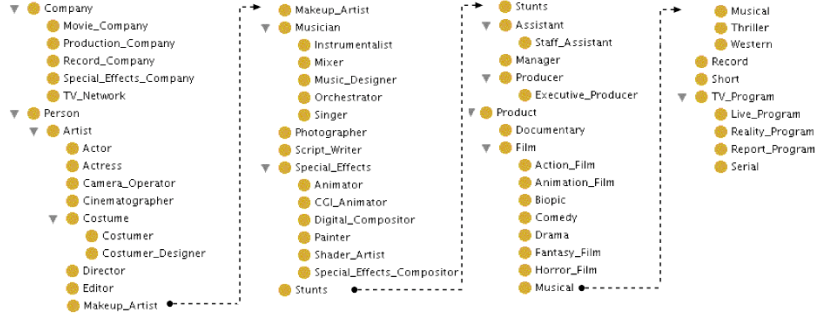 Company
Movie_Company
Production_Company
Record_Company
Special_Effects_Company
TV_Network
Person
Artist
Actor
Actress
Camera_Operator
Cinematographer
Costume
Costumer
Costumer_Designer
Director
Editor
Makeup_Artist
Makeup_Artist
Musician
Instrumentalist
Mixer
Music_Designer
Orchestrator
Singer
Photographer
Script_Writer
Special_Effects
Animator
CGI_Animator
Digital_Compositor
Painter
Shader_Artist
Special_Effects_Compositor
Stunts
Stunts
Assistant
Staff_Assistant
Manager
Producer
Executive_Producer
Product
Documentary
Film
Action_Film
Animation_Film
Biopic
Comedy
Drama
Fantasy_Film
Horror_Film
Musical
Musical
Thriller
Western
Record
Short
TV_Program
Live_Program
Reality_Program
Report_Program
Serial